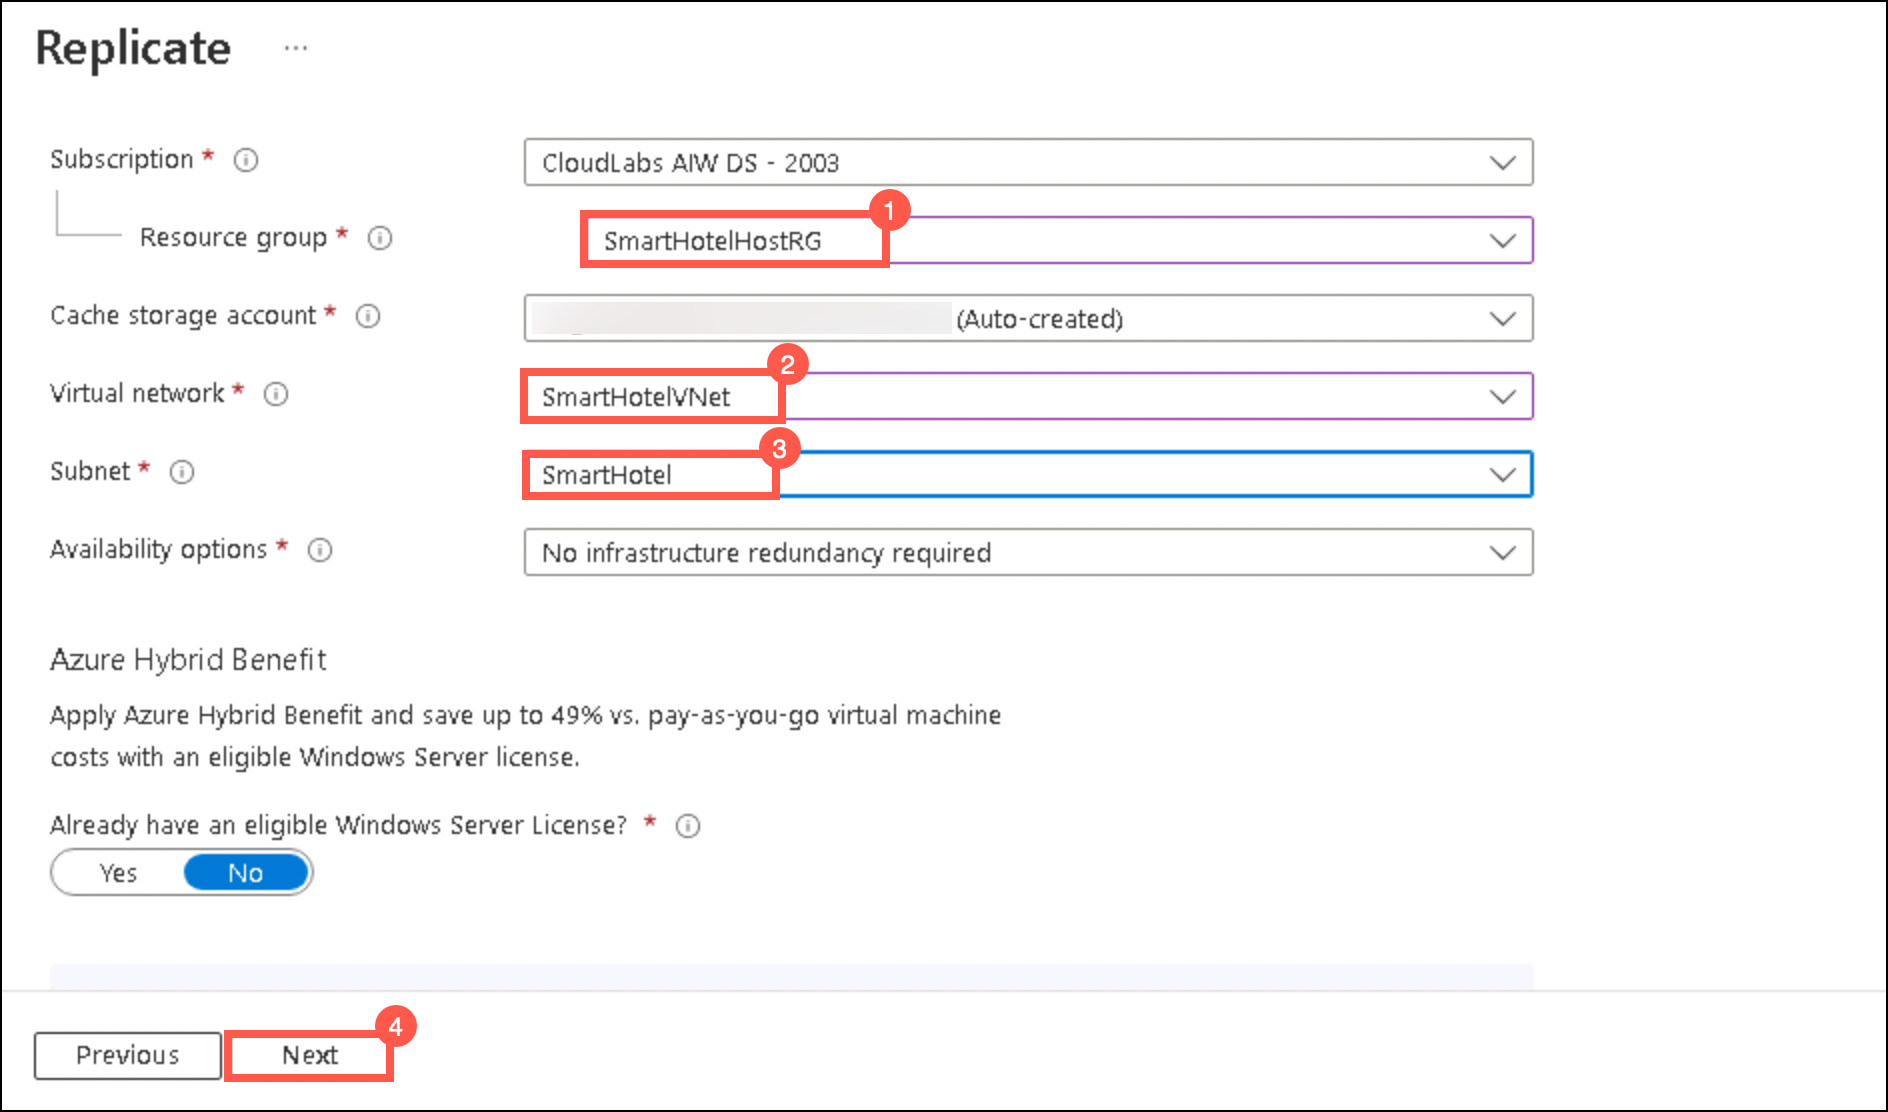 Replicate ...
Subscription * CloudLabs AIW DS - 2003
1
Resource group * SmartHotelHostRG
Cache storage account * (Auto-created)
2
Virtual network * SmartHotelVNet
3
Subnet * SmartHotel
Availability options * No infrastructure redundancy required
Azure Hybrid Benefit
Apply Azure Hybrid Benefit and save up to 49% vs. pay-as-you-go virtual machine
costs with an eligible Windows Server license.
Already have an eligible Windows Server License? *
Yes No
4
Previous Next